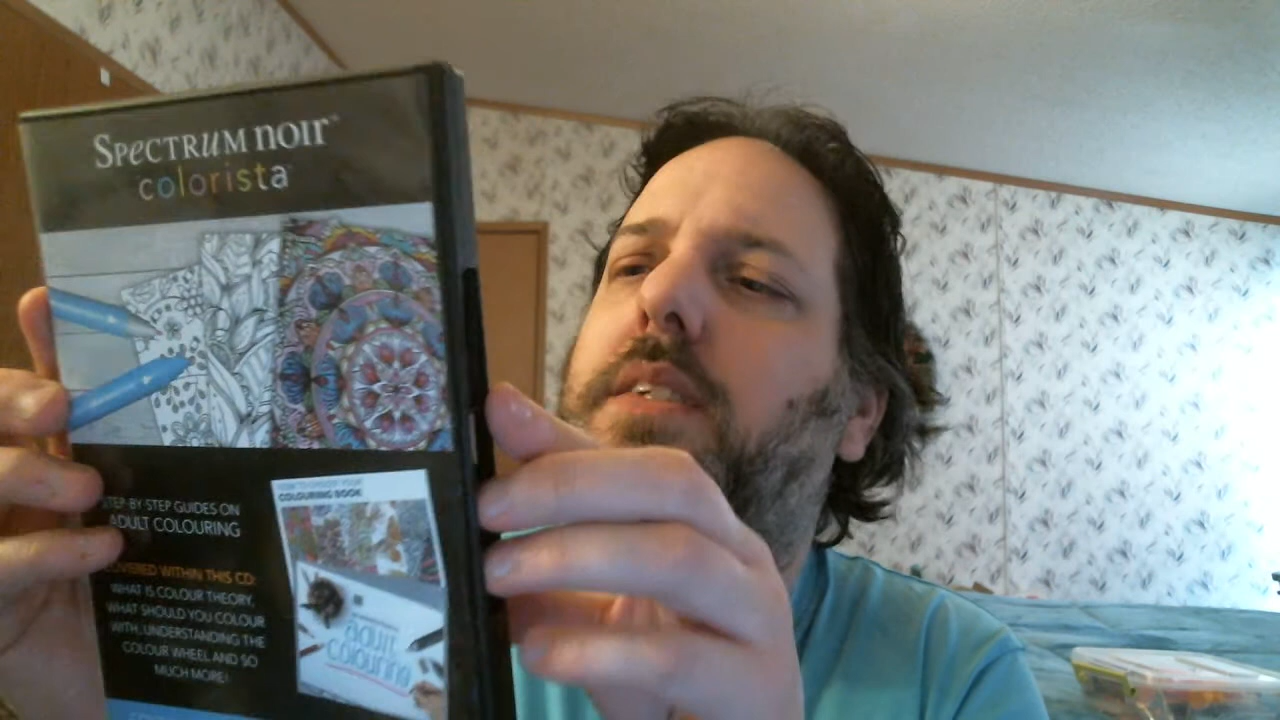 SPECTRUM NOIR
colorista
STEP-BY-STEP GUIDES ON
ADULT COLOURING
COVERED WITHIN THIS CD:
WHAT IS COLOUR THEORY,
WHAT SHOULD YOU COLOUR
WITH, UNDERSTANDING THE
COLOUR WHEEL AND SO
MUCH MORE!
COLOURING BOOK
adult
colouring